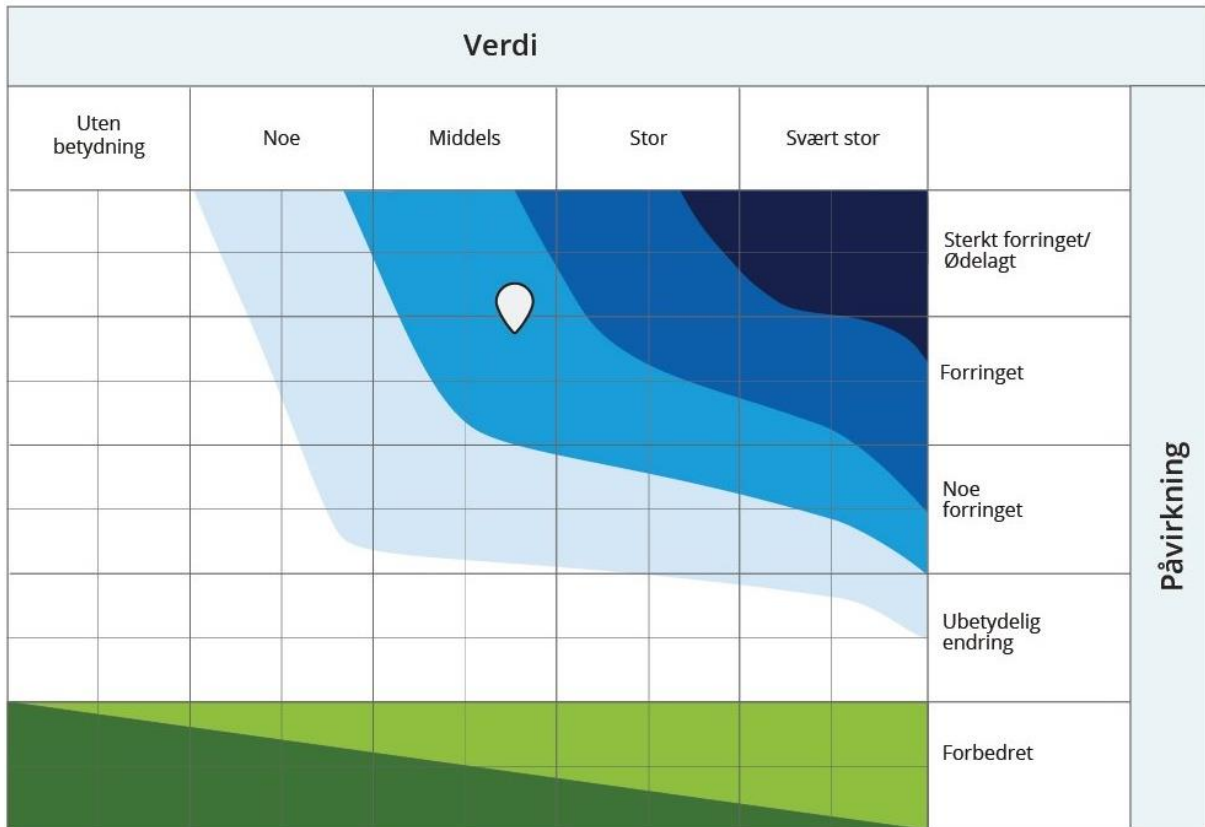 Verdi
Uten
betydning
Noe
Middels
Stor
Svært stor
Sterkt forringet/
Ødelagt
Forringet
Noe
forringet
Ubetydelig
endring
Forbedret
Påvirkning